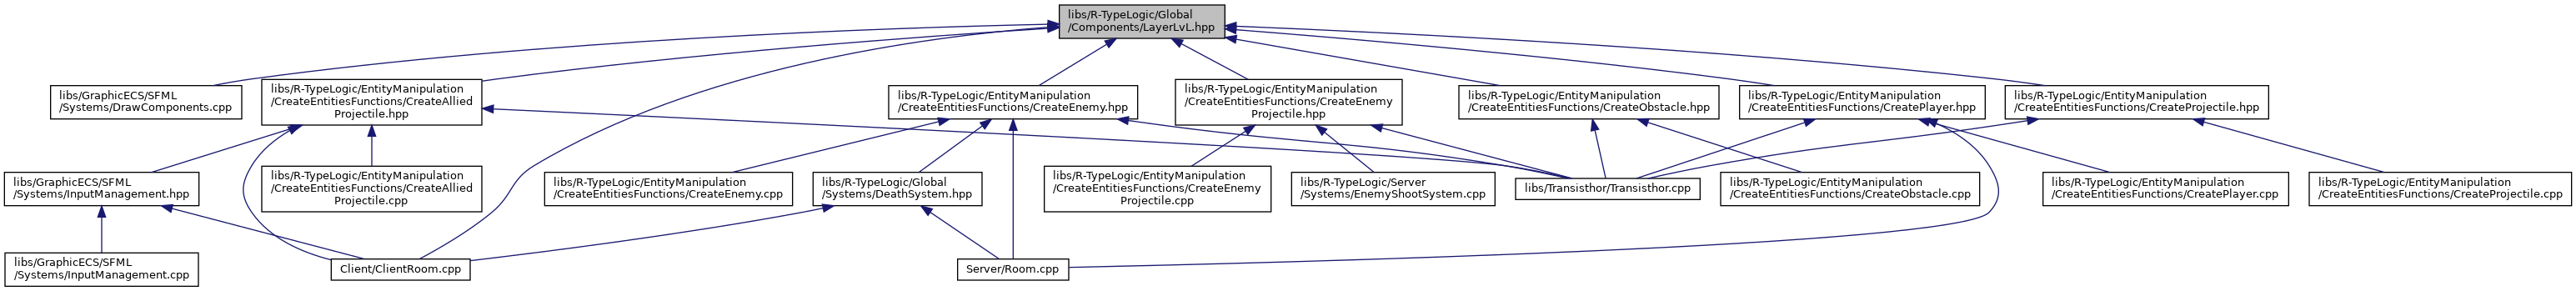 libs/R-TypeLogic/Global
/Components/LayerLvL.hpp
libs/GraphicECS/SFML
/Systems/DrawComponents.cpp
libs/R-TypeLogic/EntityManipulation
/CreateEntitiesFunctions/CreateAllied
Projectile.hpp
libs/R-TypeLogic/EntityManipulation
/CreateEntitiesFunctions/CreateEnemy.hpp
libs/R-TypeLogic/EntityManipulation
/CreateEntitiesFunctions/CreateEnemy
Projectile.hpp
libs/R-TypeLogic/EntityManipulation
/CreateEntitiesFunctions/CreateObstacle.hpp
libs/R-TypeLogic/EntityManipulation
/CreateEntitiesFunctions/CreatePlayer.hpp
libs/R-TypeLogic/EntityManipulation
/CreateEntitiesFunctions/CreateProjectile.hpp
libs/GraphicECS/SFML
/Systems/InputManagement.hpp
libs/R-TypeLogic/EntityManipulation
/CreateEntitiesFunctions/CreateAllied
Projectile.cpp
libs/R-TypeLogic/EntityManipulation
/CreateEntitiesFunctions/CreateEnemy.cpp
libs/R-TypeLogic/Global
/Systems/DeathSystem.hpp
libs/R-TypeLogic/EntityManipulation
/CreateEntitiesFunctions/CreateEnemy
Projectile.cpp
libs/R-TypeLogic/Server
/Systems/EnemyShootSystem.cpp
libs/Transisthor/Transisthor.cpp
libs/R-TypeLogic/EntityManipulation
/CreateEntitiesFunctions/CreateObstacle.cpp
libs/R-TypeLogic/EntityManipulation
/CreateEntitiesFunctions/CreatePlayer.cpp
libs/R-TypeLogic/EntityManipulation
/CreateEntitiesFunctions/CreateProjectile.cpp
libs/GraphicECS/SFML
/Systems/InputManagement.cpp
Client/ClientRoom.cpp
Server/Room.cpp